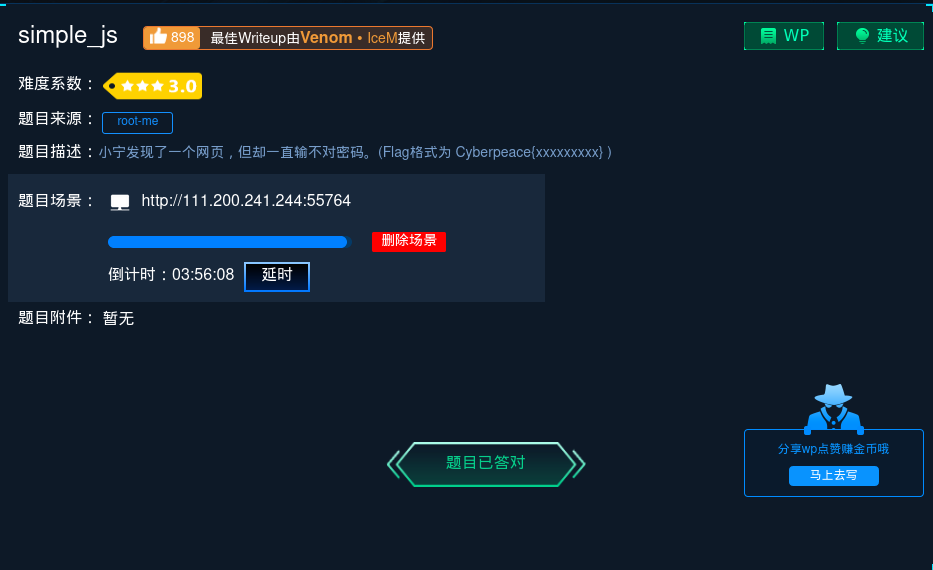 simple_js 898 最佳Writeup由Venom • IceM提供 WP 建议
难度系数： 3.0
题目来源： root-me
题目描述：小宁发现了一个网页，但却一直输不对密码。(Flag格式为 Cyberpeace{xxxxxxxxx} )
题目场景： http://111.200.241.244:55764
删除场景
倒计时：03:56:08 延时
题目附件： 暂无
分享wp点赞赚金币哦
题目已答对
马上去写